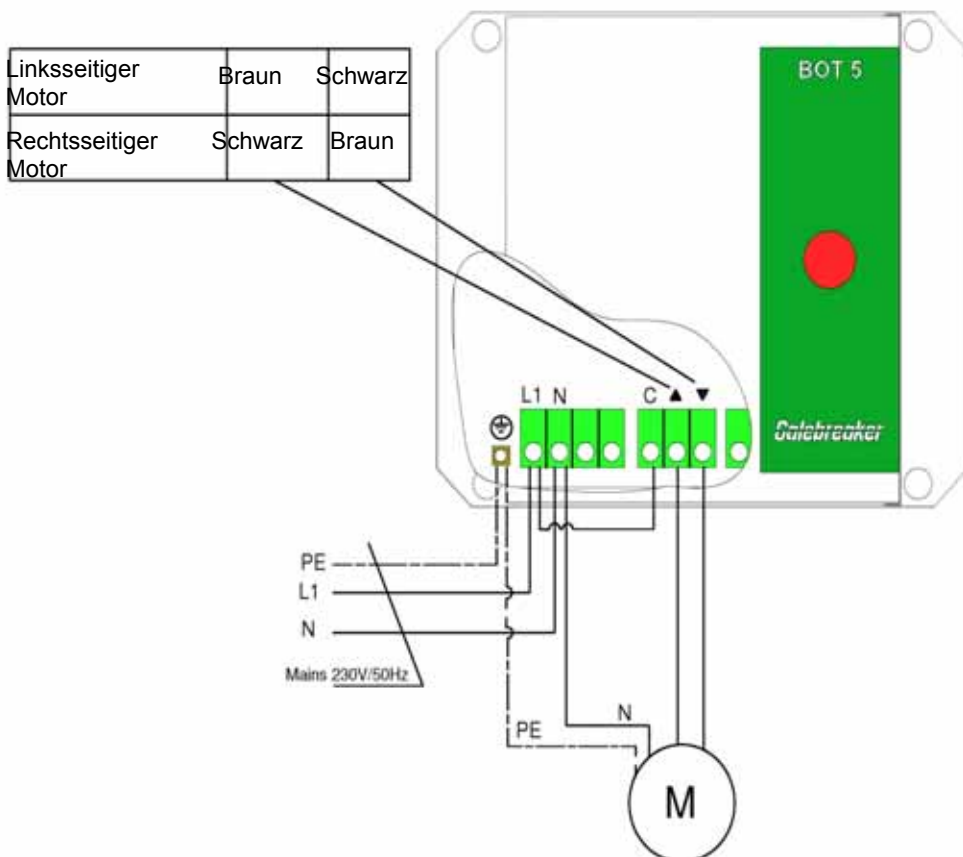 Linksseitiger Motor Braun Schwarz
Rechtsseitiger Motor Schwarz Braun
BOT 5
L1 N C ▲ ▼
Galebreaker
PE
L1
N
Mains 230V/50Hz
N
PE
M